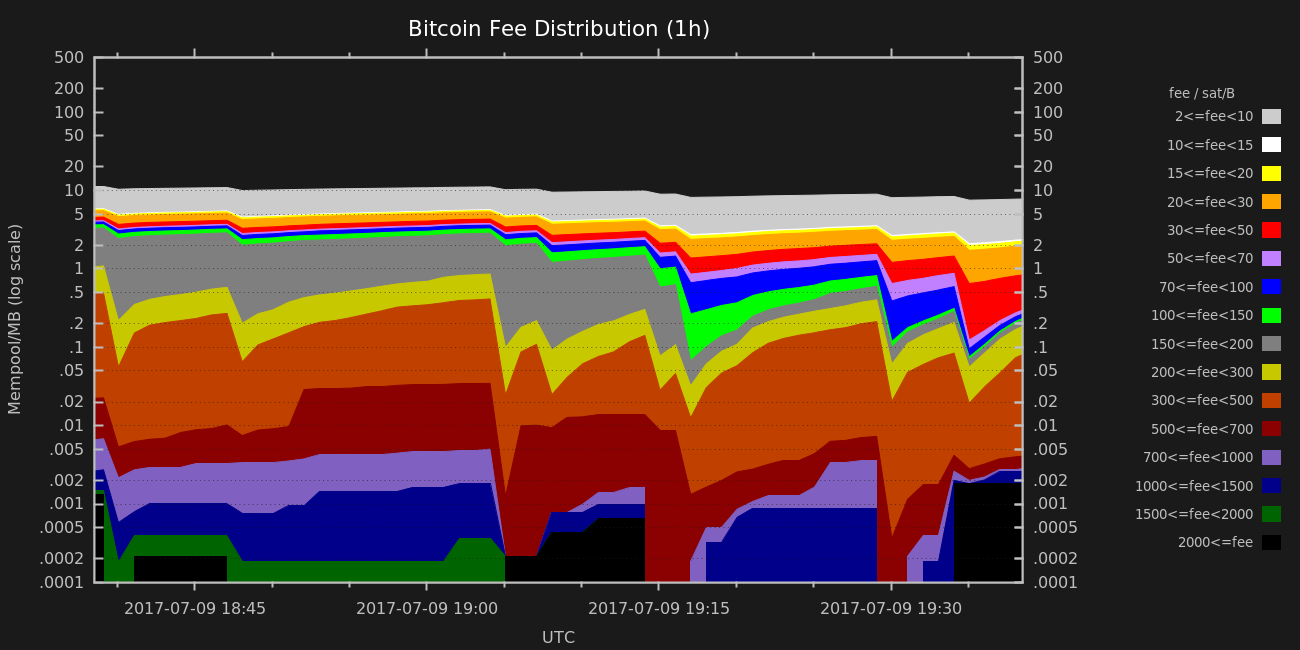 Bitcoin Fee Distribution (1h)
500
200
100
50
20
10
5
2
1
.5
.2
.1
.05
.02
.01
.005
.002
.001
.0005
.0002
.0001
Mempool/MB (log scale)
500
200
100
50
20
10
5
2
1
.5
.2
.1
.05
.02
.01
.005
.002
.001
.0005
.0002
.0001
2017-07-09 18:45 2017-07-09 19:00 2017-07-09 19:15 2017-07-09 19:30
UTC
fee / sat/B
2<=fee<10
10<=fee<15
15<=fee<20
20<=fee<30
30<=fee<50
50<=fee<70
70<=fee<100
100<=fee<150
150<=fee<200
200<=fee<300
300<=fee<500
500<=fee<700
700<=fee<1000
1000<=fee<1500
1500<=fee<2000
2000<=fee